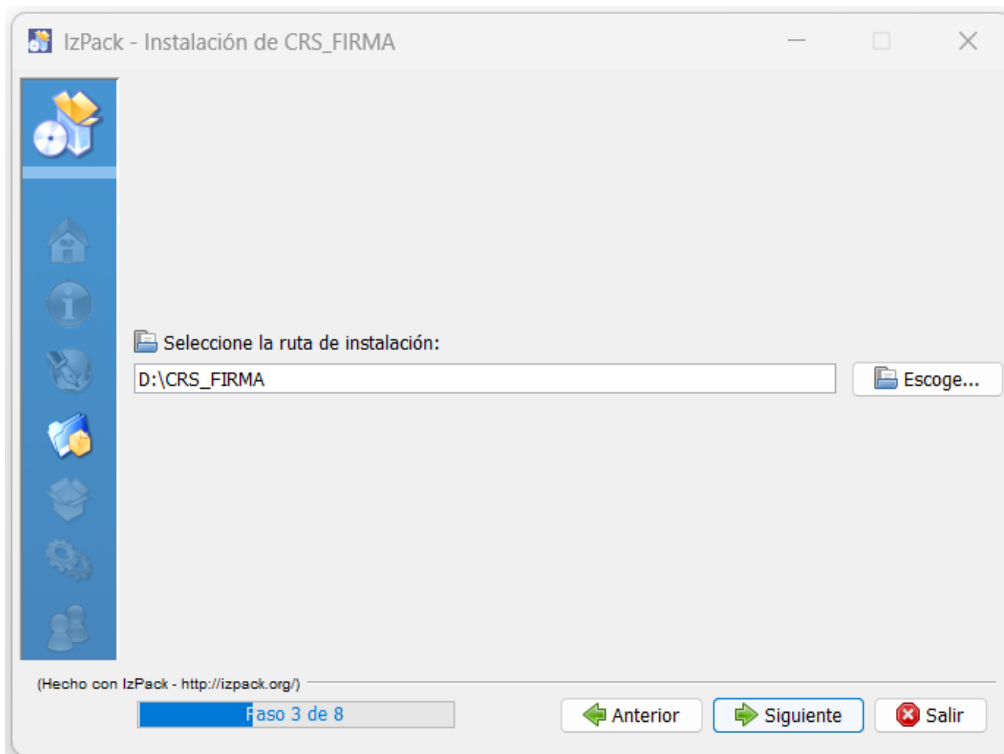 IzPack - Instalación de CRS_FIRMA
Seleccione la ruta de instalación:
D:\CRS_FIRMA
Escoge...
(Hecho con IzPack - http://izpack.org/)
Paso 3 de 8
Anterior
Siguiente
Salir